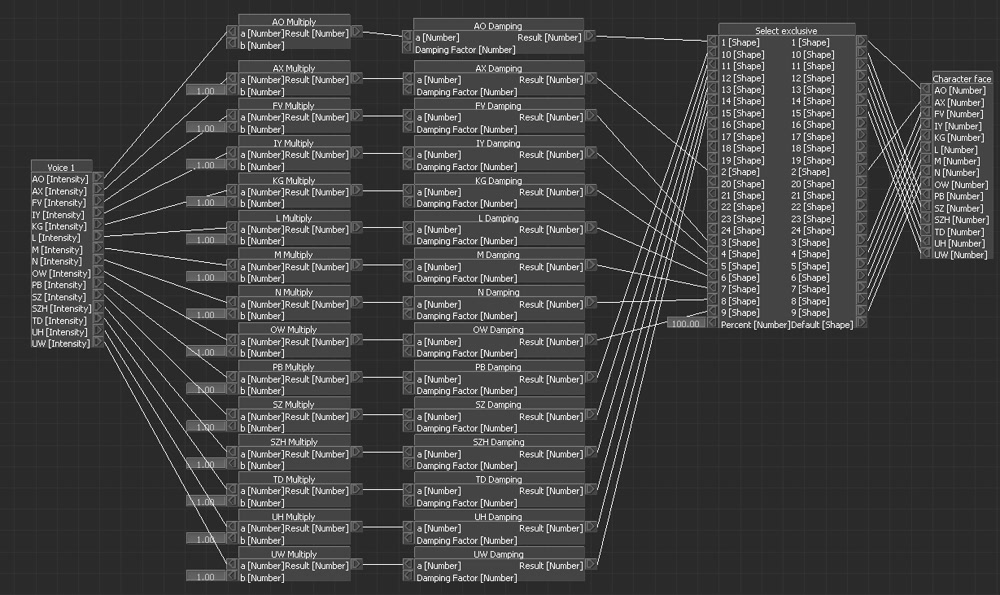 Voice 1
AO [Intensity]
AX [Intensity]
FV [Intensity]
IY [Intensity]
KG [Intensity]
L [Intensity]
M [Intensity]
N [Intensity]
OW [Intensity]
PB [Intensity]
SZ [Intensity]
SZH [Intensity]
TD [Intensity]
UH [Intensity]
UW [Intensity]
AO Multiply
a [Number]Result [Number]
b [Number]
AX Multiply
a [Number]Result [Number]
1.00 b [Number]
FV Multiply
a [Number]Result [Number]
1.00 b [Number]
IY Multiply
a [Number]Result [Number]
1.00 b [Number]
KG Multiply
a [Number]Result [Number]
1.00 b [Number]
L Multiply
a [Number]Result [Number]
1.00 b [Number]
M Multiply
a [Number]Result [Number]
1.00 b [Number]
N Multiply
a [Number]Result [Number]
1.00 b [Number]
OW Multiply
a [Number]Result [Number]
1.00 b [Number]
PB Multiply
a [Number]Result [Number]
1.00 b [Number]
SZ Multiply
a [Number]Result [Number]
1.00 b [Number]
SZH Multiply
a [Number]Result [Number]
1.00 b [Number]
TD Multiply
a [Number]Result [Number]
1.00 b [Number]
UH Multiply
a [Number]Result [Number]
1.00 b [Number]
UW Multiply
a [Number]Result [Number]
1.00 b [Number]
AO Damping
a [Number] Result [Number]
Damping Factor [Number]
AX Damping
a [Number] Result [Number]
Damping Factor [Number]
FV Damping
a [Number] Result [Number]
Damping Factor [Number]
IY Damping
a [Number] Result [Number]
Damping Factor [Number]
KG Damping
a [Number] Result [Number]
Damping Factor [Number]
L Damping
a [Number] Result [Number]
Damping Factor [Number]
M Damping
a [Number] Result [Number]
Damping Factor [Number]
N Damping
a [Number] Result [Number]
Damping Factor [Number]
OW Damping
a [Number] Result [Number]
Damping Factor [Number]
PB Damping
a [Number] Result [Number]
Damping Factor [Number]
SZ Damping
a [Number] Result [Number]
Damping Factor [Number]
SZH Damping
a [Number] Result [Number]
Damping Factor [Number]
TD Damping
a [Number] Result [Number]
Damping Factor [Number]
UH Damping
a [Number] Result [Number]
Damping Factor [Number]
UW Damping
a [Number] Result [Number]
Damping Factor [Number]
Select exclusive
1 [Shape] 1 [Shape]
10 [Shape] 10 [Shape]
11 [Shape] 11 [Shape]
12 [Shape] 12 [Shape]
13 [Shape] 13 [Shape]
14 [Shape] 14 [Shape]
15 [Shape] 15 [Shape]
16 [Shape] 16 [Shape]
17 [Shape] 17 [Shape]
18 [Shape] 18 [Shape]
19 [Shape] 19 [Shape]
2 [Shape] 2 [Shape]
20 [Shape] 20 [Shape]
21 [Shape] 21 [Shape]
22 [Shape] 22 [Shape]
23 [Shape] 23 [Shape]
24 [Shape] 24 [Shape]
3 [Shape] 3 [Shape]
4 [Shape] 4 [Shape]
5 [Shape] 5 [Shape]
6 [Shape] 6 [Shape]
7 [Shape] 7 [Shape]
8 [Shape] 8 [Shape]
9 [Shape] 9 [Shape]
100.00 Percent [Number]Default [Shape]
Character face
AO [Number]
AX [Number]
FV [Number]
IY [Number]
KG [Number]
L [Number]
M [Number]
N [Number]
OW [Number]
PB [Number]
SZ [Number]
SZH [Number]
TD [Number]
UH [Number]
UW [Number]